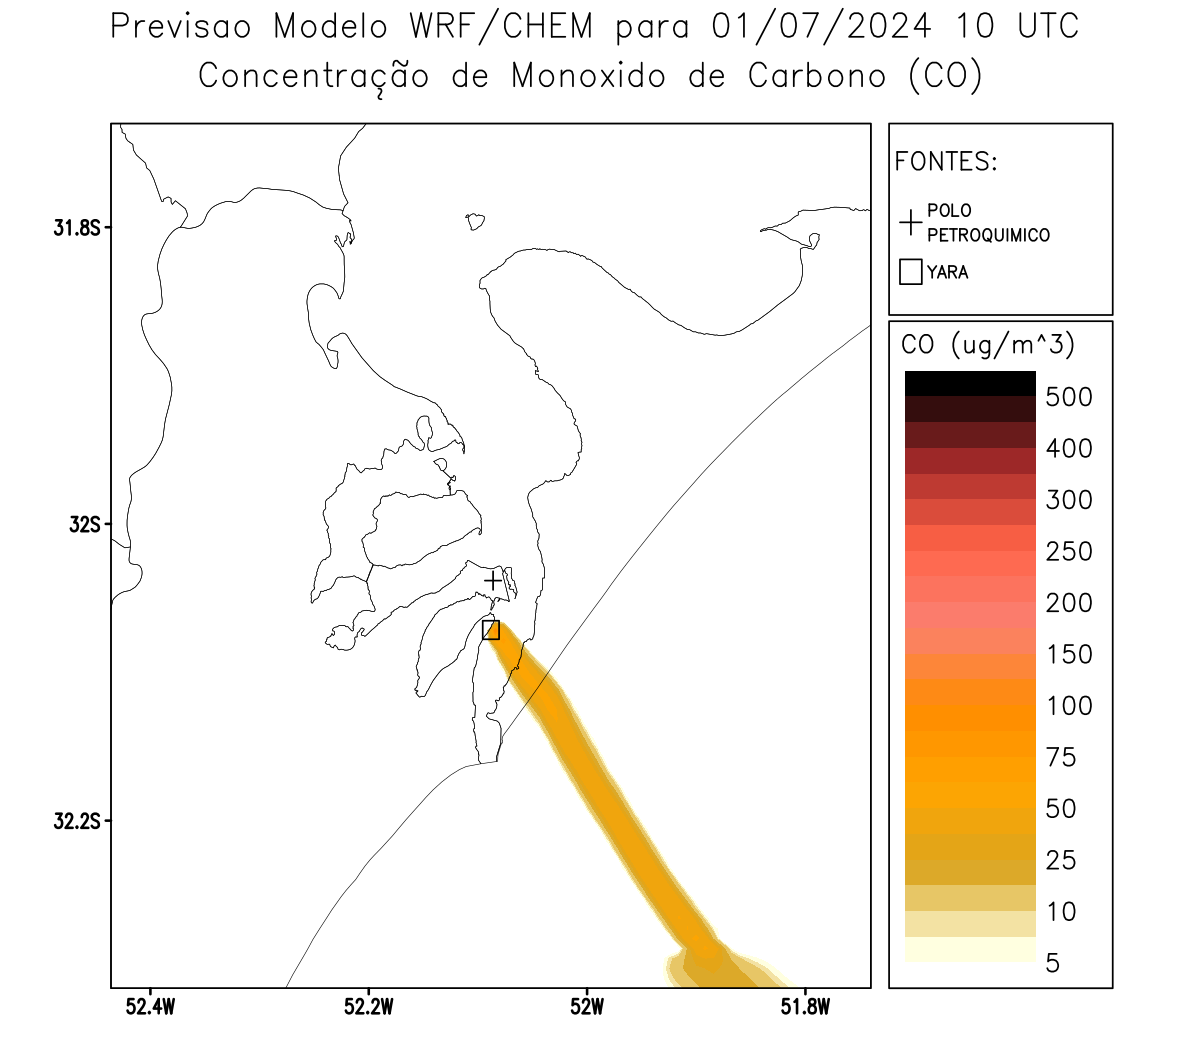 Previsao Modelo WRF/CHEM para 01/07/2024 10 UTC
Concentração de Monoxido de Carbono (CO)
FONTES:
POLO
PETROQUIMICO
YARA
CO (ug/m^3)
500
400
300
250
200
150
100
75
50
25
10
5
31.8S
32S
32.2S
52.4W
52.2W
52W
51.8W